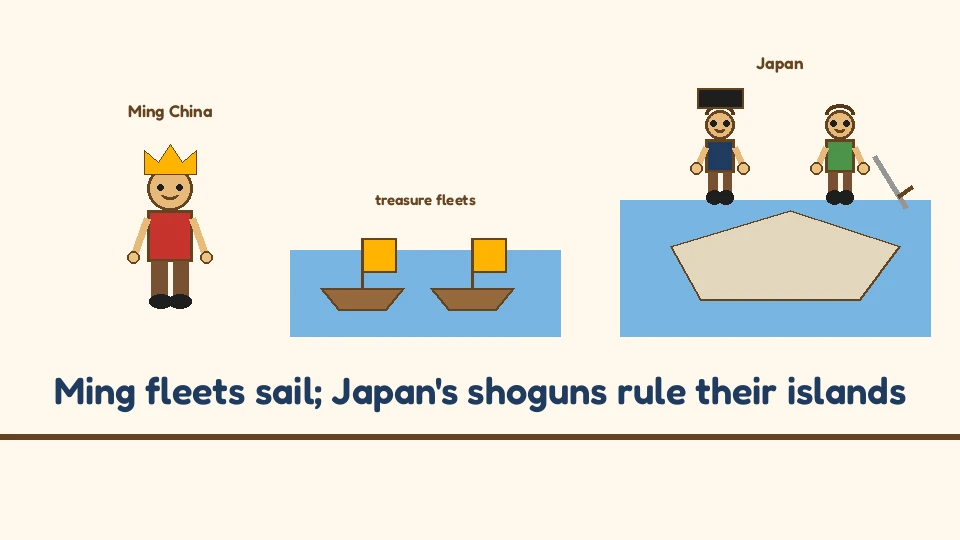 Ming China
treasure fleets
Japan
Ming fleets sail; Japan's shoguns rule their islands